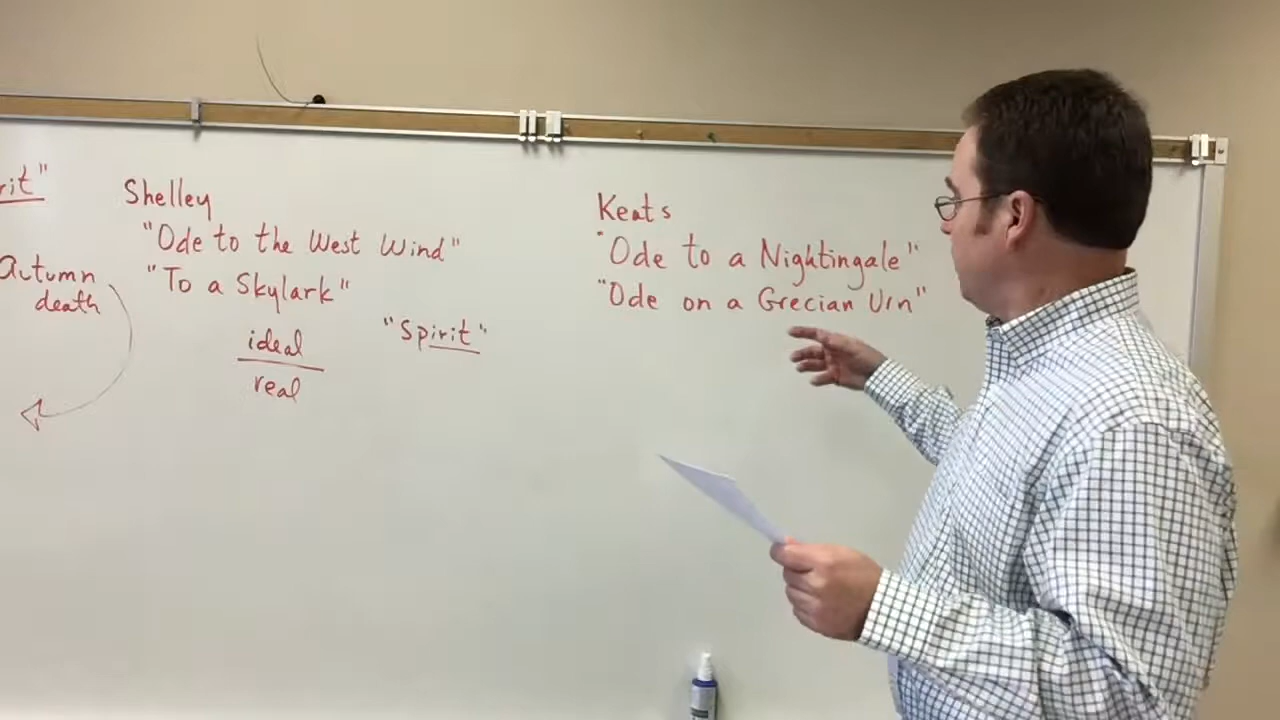 Autumn
death
Shelley
"Ode to the West Wind"
"To a Skylark"
ideal
real
"Spirit"
Keats
"Ode to a Nightingale"
"Ode on a Grecian Urn"